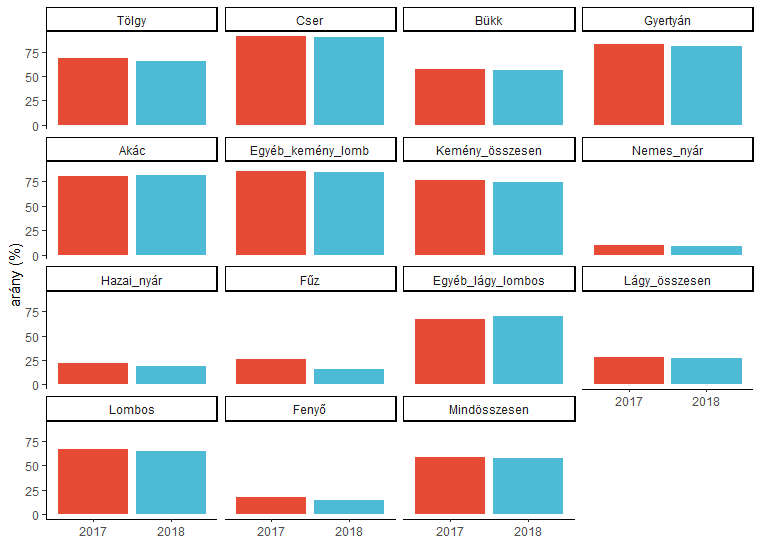 Tölgy
Cser
Bükk
Gyertyán
75
50
25
0
Akác
Egyéb_kemény_lomb
Kemény_összesen
Nemes_nyár
75
50
25
0
arány (%)
Hazai_nyár
Fűz
Egyéb_lágy_lombos
Lágy_összesen
75
50
25
0
2017
2018
Lombos
Fenyő
Mindösszesen
75
50
25
0
2017
2018
2017
2018
2017
2018